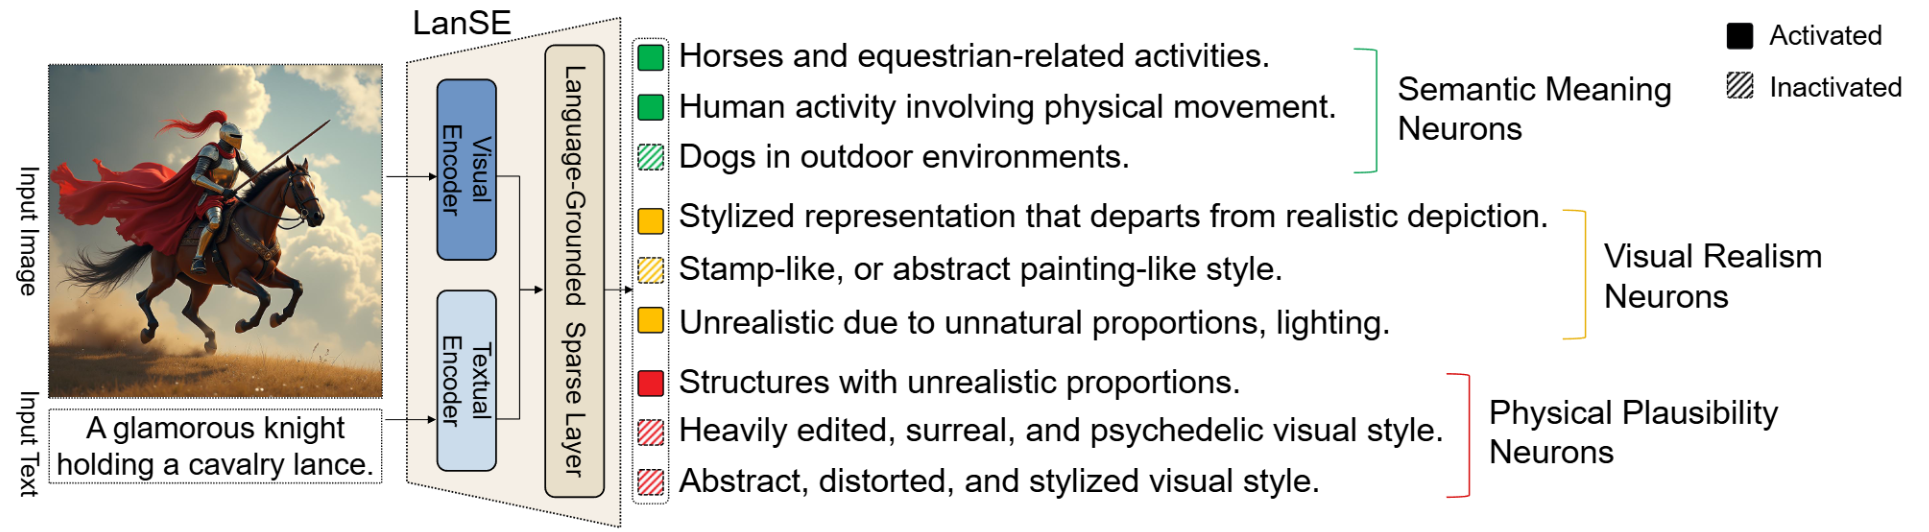 LanSE
Input Image
Input Text
A glamorous knight
holding a cavalry lance.
Visual
Encoder
Textual
Encoder
Language-Grounded Sparse Layer
Horses and equestrian-related activities.
Human activity involving physical movement.
Dogs in outdoor environments.
Semantic Meaning
Neurons
Stylized representation that departs from realistic depiction.
Stamp-like, or abstract painting-like style.
Unrealistic due to unnatural proportions, lighting.
Visual Realism
Neurons
Structures with unrealistic proportions.
Heavily edited, surreal, and psychedelic visual style.
Abstract, distorted, and stylized visual style.
Physical Plausibility
Neurons
Activated
Inactivated